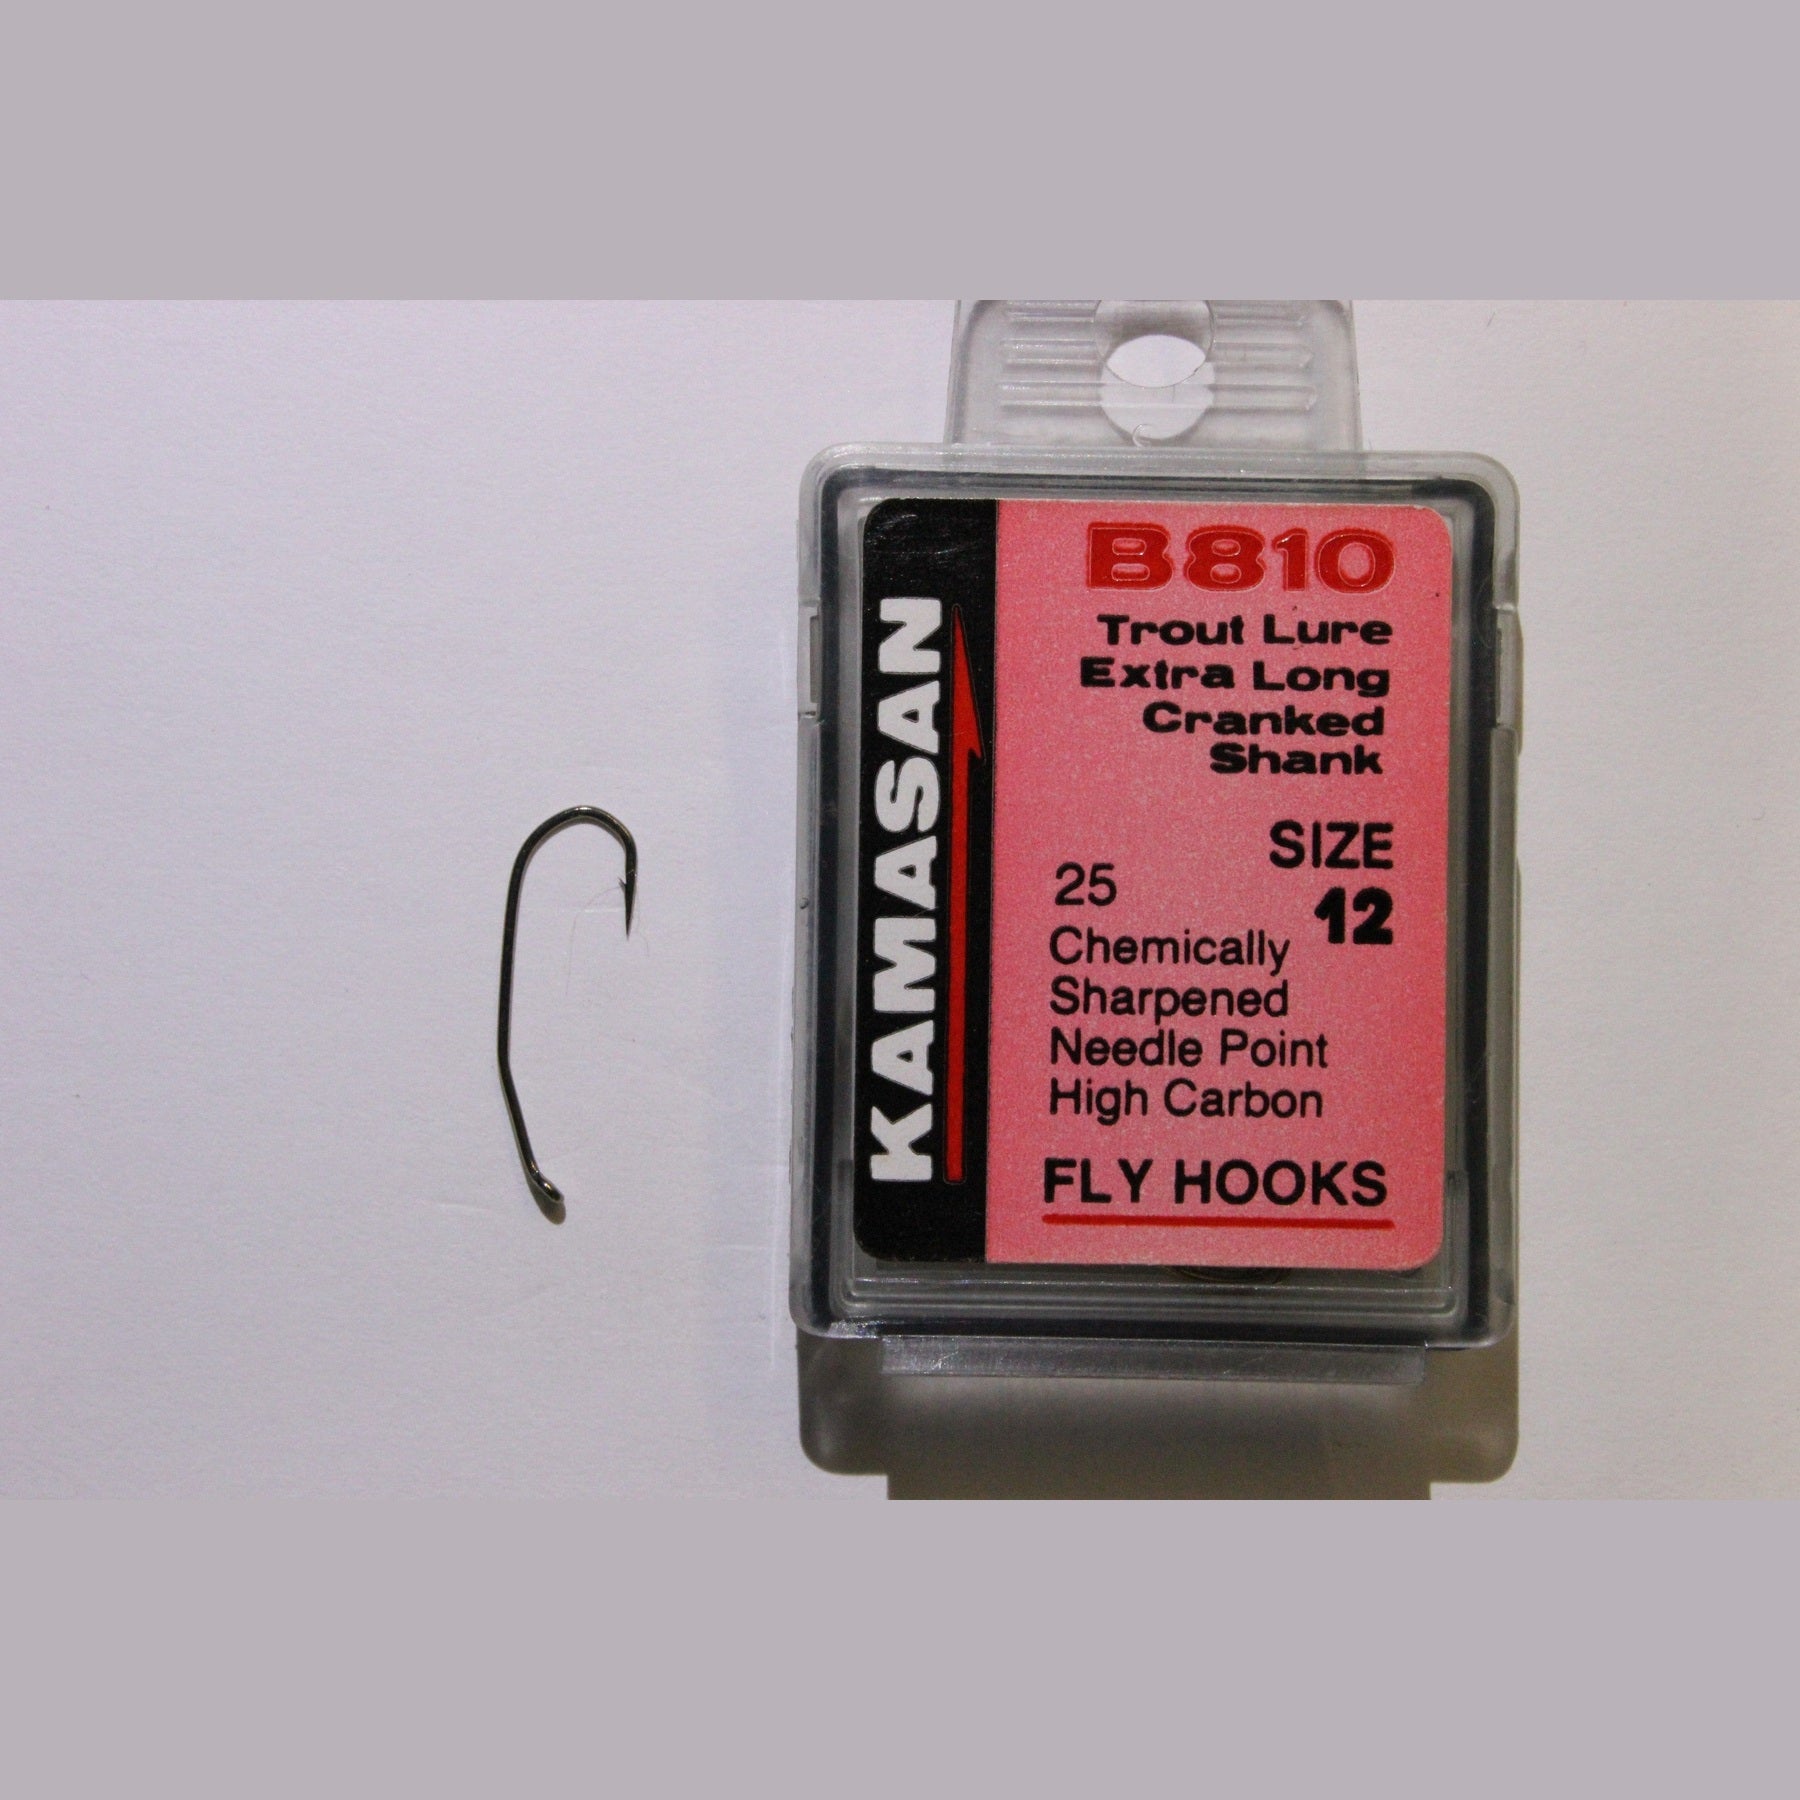 KAMASAN
B810
Trout Lure
Extra Long
Cranked
Shank
SIZE
12
25
Chemically
Sharpened
Needle Point
High Carbon
FLY HOOKS